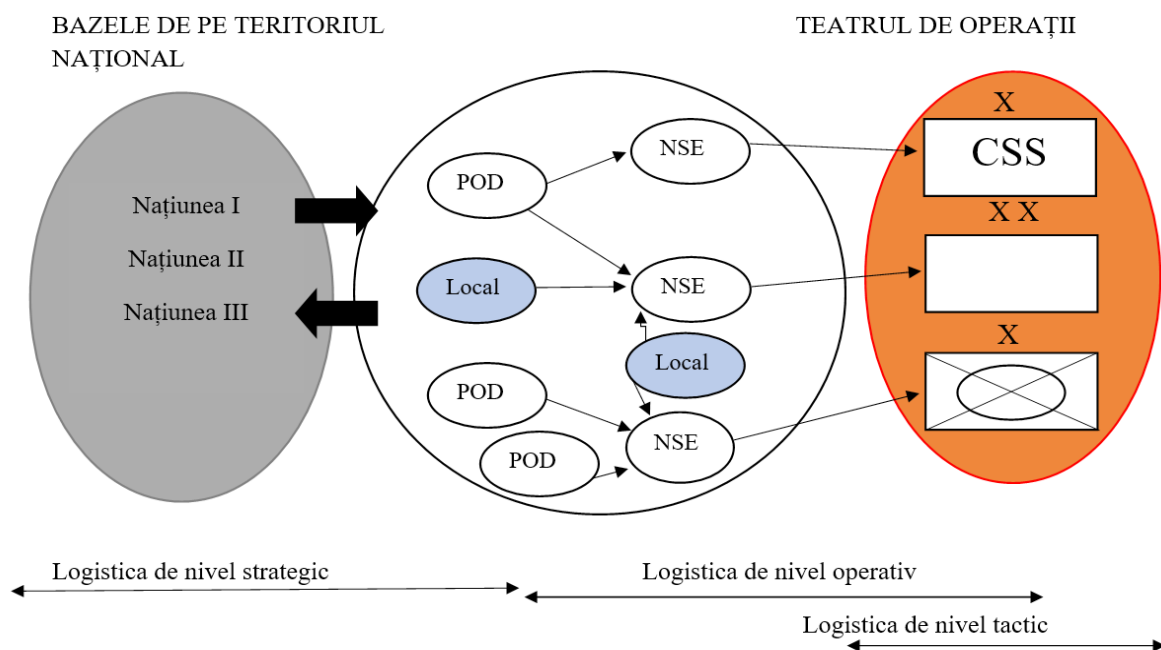 BAZELE DE PE TERITORIUL
NAȚIONAL
TEATRUL DE OPERAȚII
Națiunea I
Națiunea II
Națiunea III
POD
NSE
Local
NSE
Local
POD
NSE
POD
X
CSS
X X
X
Logistica de nivel strategic
Logistica de nivel operativ
Logistica de nivel tactic